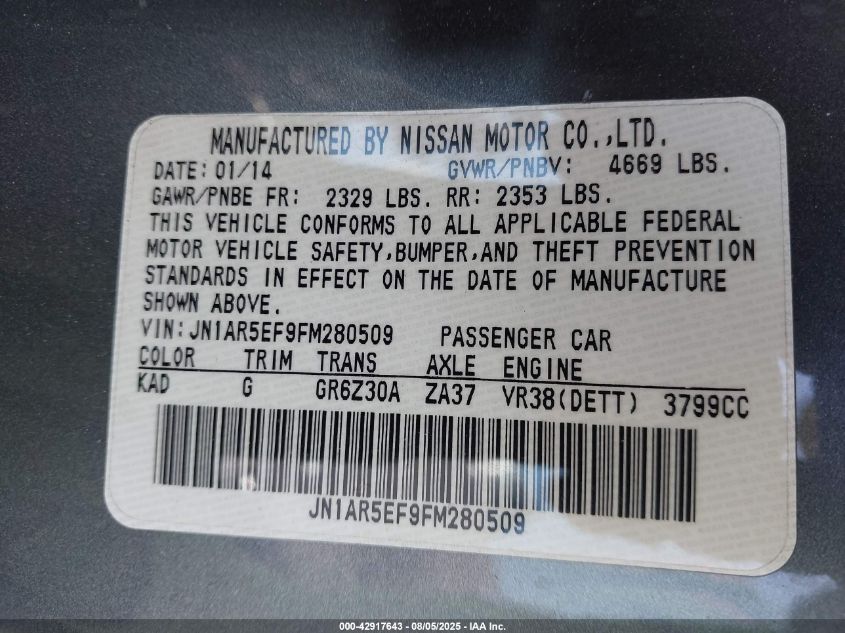 MANUFACTURED BY NISSAN MOTOR CO.,LTD.
DATE: 01/14 GVWR/PNBV: 4669 LBS.
GAWR/PNBE FR: 2329 LBS. RR: 2353 LBS.
THIS VEHICLE CONFORMS TO ALL APPLICABLE FEDERAL
MOTOR VEHICLE SAFETY,BUMPER,AND THEFT PREVENTION
STANDARDS IN EFFECT ON THE DATE OF MANUFACTURE
SHOWN ABOVE.
VIN:JN1AR5EF9FM280509 PASSENGER CAR
COLOR TRIM TRANS AXLE ENGINE
KAD G GR6Z30A ZA37 VR38(DETT) 3799CC
JN1AR5EF9FM280509
000-42917643 - 08/05/2025 - IAA Inc.